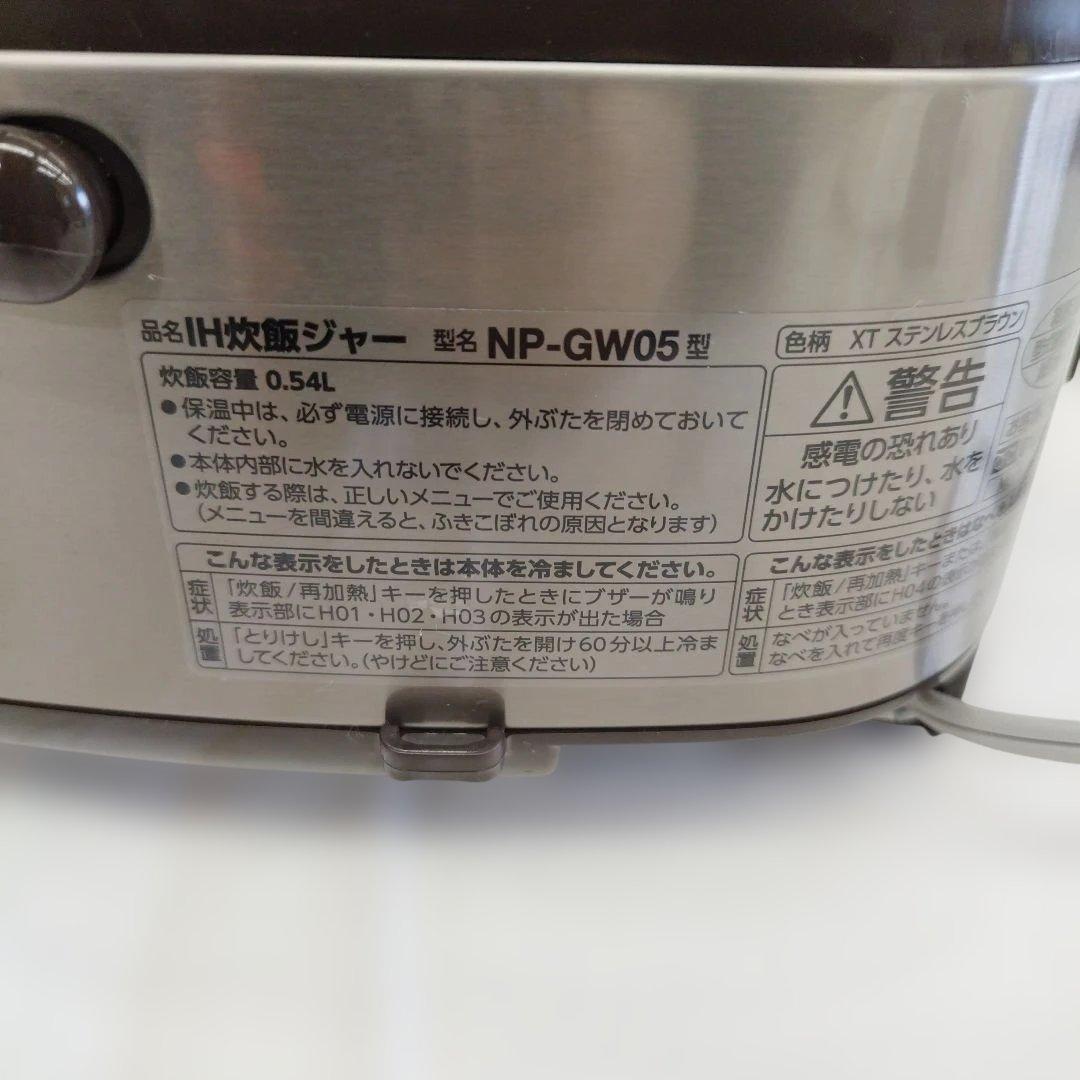 品名 IH炊飯ジャー 型名 NP-GW05型
炊飯容量 0.54L
●保温中は、必ず電源に接続し、外ぶたを閉めておいて
ください。
●本体内部に水を入れないでください。
●炊飯する際は、正しいメニューでご使用ください。
(メニューを間違えると、ふきこぼれの原因となります)
こんな表示をしたときは本体を冷ましてください。
症状 「炊飯/再加熱」キーを押したときにブザーが鳴り
表示部にH01・H02・H03の表示が出た場合
処置 「とりけし」キーを押し、外ぶたを開け60分以上冷ま
してください。(やけどにご注意ください)
色柄 XT ステンレスブラウン
警告
感電の恐れあり
水につけたり、水を
かけたりしない
こんな表示をしたときはなべ
症状 「炊飯/再加熱」キーまたは、
とき表示部にH04の表示
処置 なべが入っていません。
なべを入れて再度